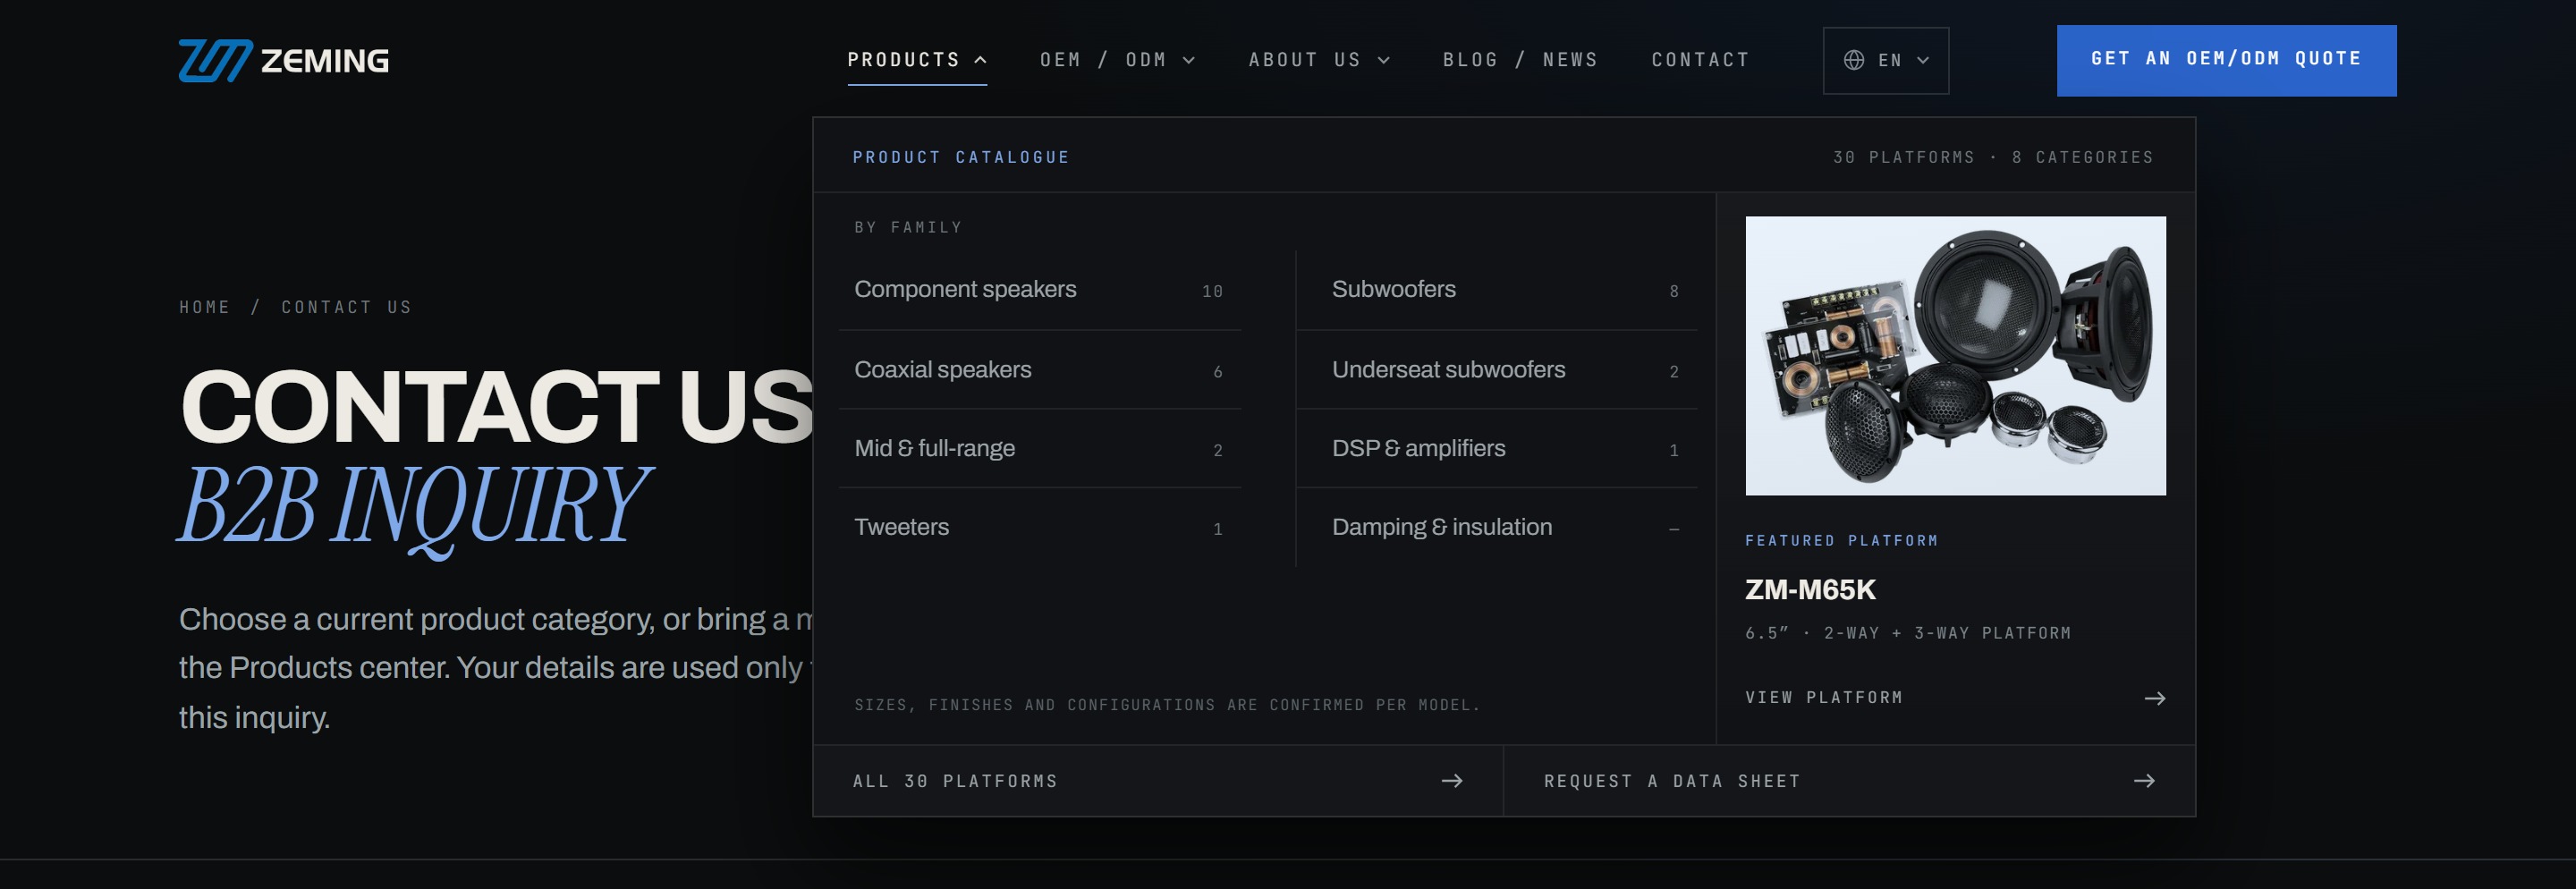 ZEMING
PRODUCTS
OEM / ODM
ABOUT US
BLOG / NEWS
CONTACT
EN
GET AN OEM/ODM QUOTE
PRODUCT CATALOGUE
30 PLATFORMS · 8 CATEGORIES
BY FAMILY
Component speakers 10
Subwoofers 8
Coaxial speakers 6
Underseat subwoofers 2
Mid & full-range 2
DSP & amplifiers 1
Tweeters 1
Damping & insulation –
SIZES, FINISHES AND CONFIGURATIONS ARE CONFIRMED PER MODEL.
FEATURED PLATFORM
ZM-M65K
6.5″ · 2-WAY + 3-WAY PLATFORM
VIEW PLATFORM
ALL 30 PLATFORMS
REQUEST A DATA SHEET
HOME / CONTACT US
CONTACT US
B2B INQUIRY
Choose a current product category, or bring a
the Products center. Your details are used only
this inquiry.